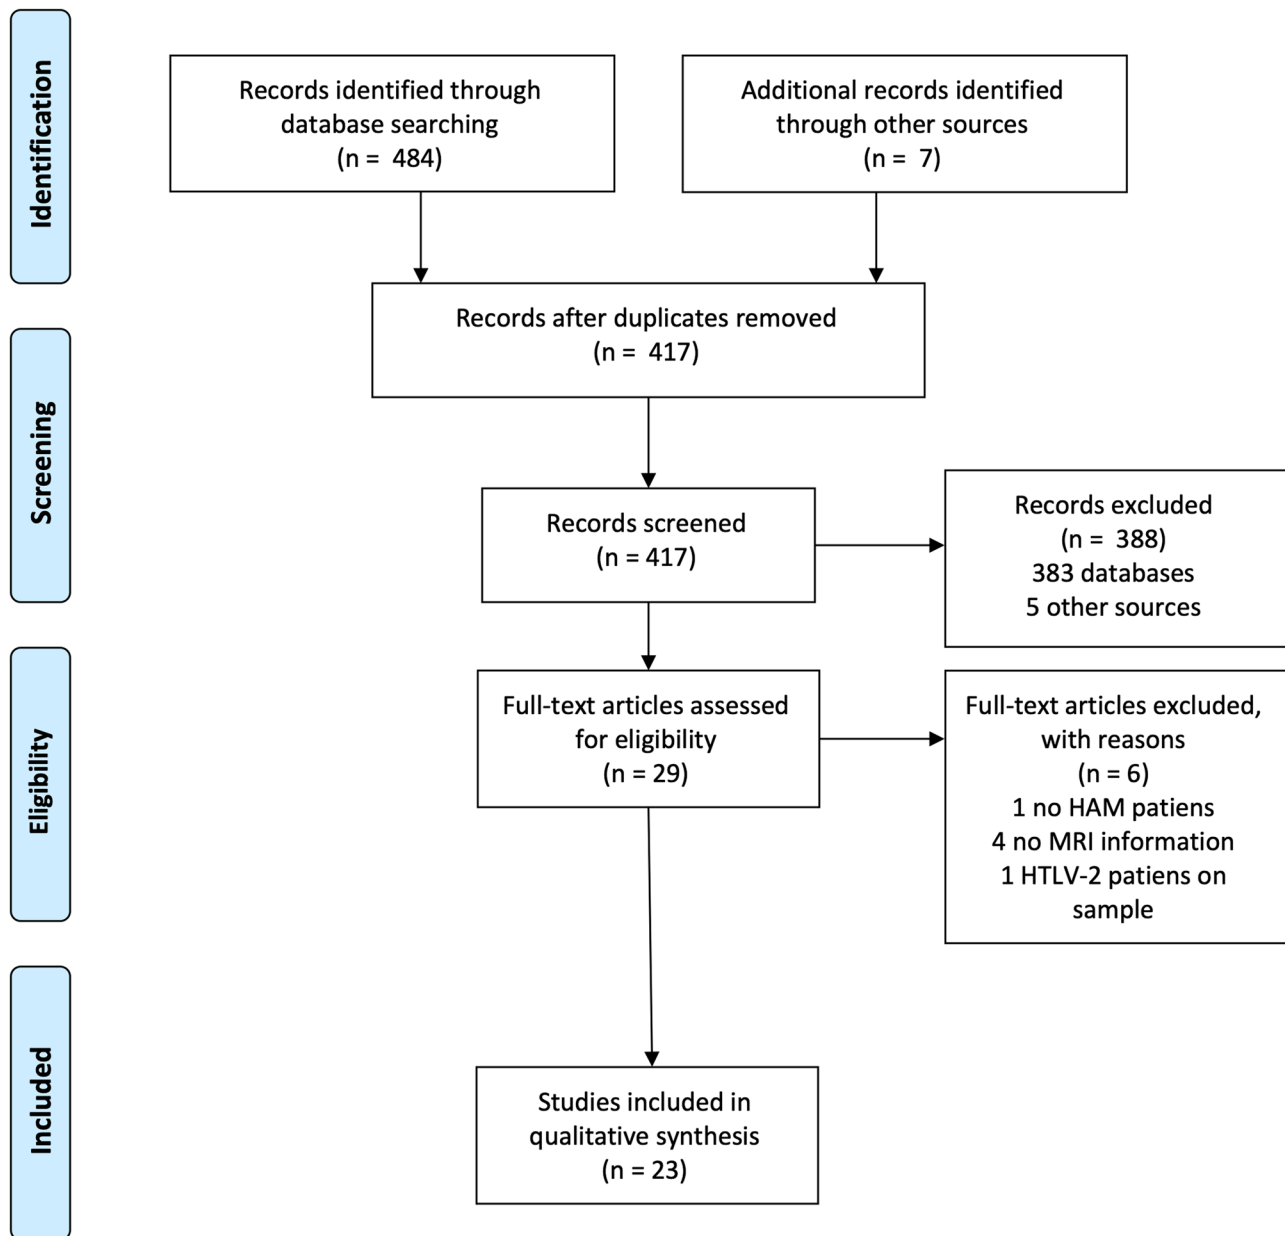 Identification
Records identified through
database searching
(n =  484)
Additional records identified
through other sources
(n =  7)
Records after duplicates removed
(n =  417)
Screening
Records screened
(n = 417)
Records excluded
(n =  388)
383 databases
5 other sources
Eligibility
Full-text articles assessed
for eligibility
(n = 29)
Full-text articles excluded,
with reasons
(n = 6)
1 no HAM patiens
4 no MRI information
1 HTLV-2 patiens on
sample
Included
Studies included in
qualitative synthesis
(n = 23)